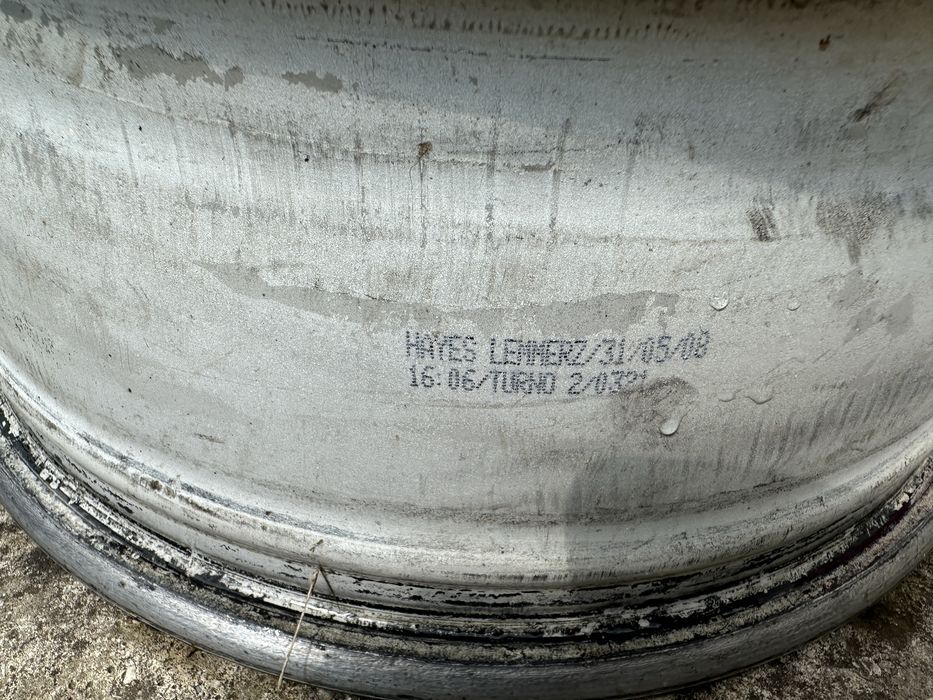 HAYES LEMMERZ/31/05/08
16:06/TURNO 2/0321